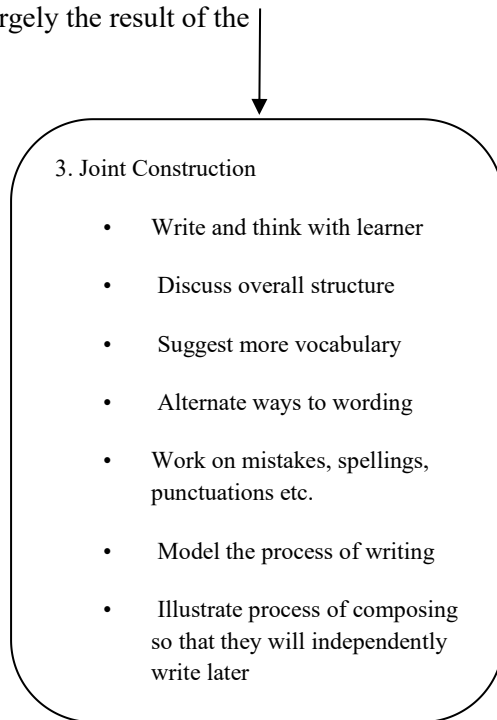 rgely the result of the
3. Joint Construction
• Write and think with learner
• Discuss overall structure
• Suggest more vocabulary
• Alternate ways to wording
• Work on mistakes, spellings,
punctuations etc.
• Model the process of writing
• Illustrate process of composing
so that they will independently
write later